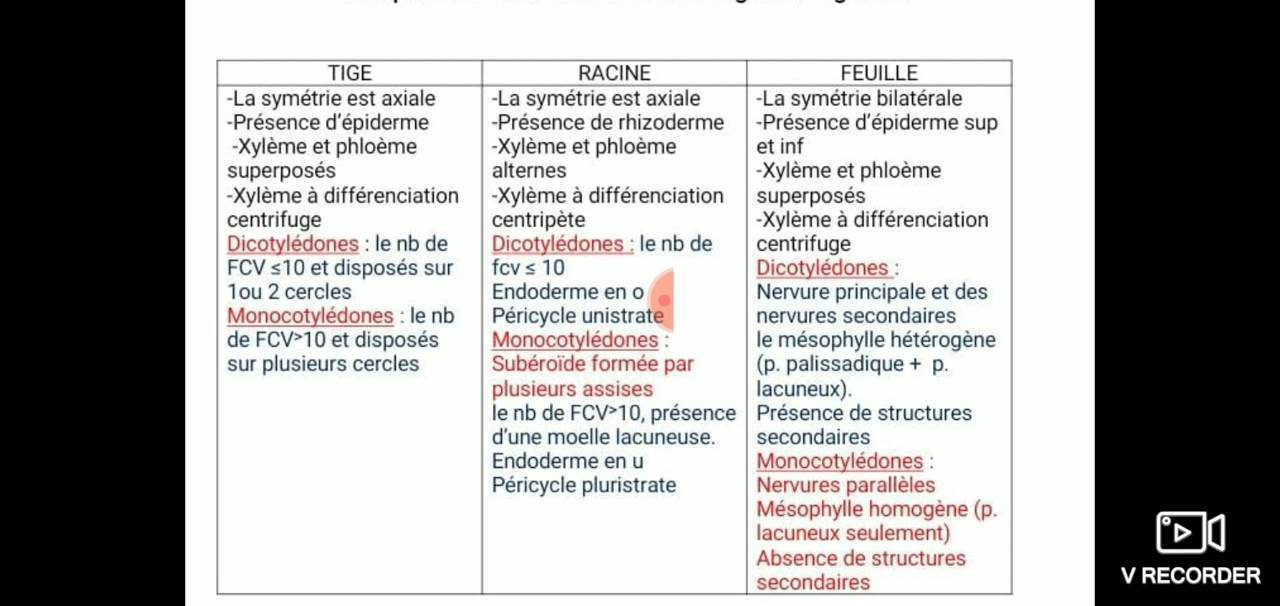 TIGE
-La symétrie est axiale
-Présence d'épiderme
-Xylème et phloème
superposés
-Xylème à différenciation
centrifuge
Dicotylédones : le nb de
FCV ≤10 et disposés sur
1ou 2 cercles
Monocotylédones : le nb
de FCV>10 et disposés
sur plusieurs cercles
RACINE
-La symétrie est axiale
-Présence de rhizoderme
-Xylème et phloème
alternes
-Xylème à différenciation
centripète
Dicotylédones : le nb de
fcv ≤ 10
Endoderme en o
Péricycle unistrate
Monocotylédones :
Subéroïde formée par
plusieurs assises
le nb de FCV>10, présence
d'une moelle lacuneuse.
Endoderme en u
Péricycle pluristrate
FEUILLE
-La symétrie bilatérale
-Présence d'épiderme sup
et inf
-Xylème et phloème
superposés
-Xylème à différenciation
centrifuge
Dicotylédones :
Nervure principale et des
nervures secondaires
le mésophylle hétérogène
(p. palissadique + p.
lacuneux).
Présence de structures
secondaires
Monocotylédones :
Nervures parallèles
Mésophylle homogène (p.
lacuneux seulement)
Absence de structures
secondaires
V RECORDER